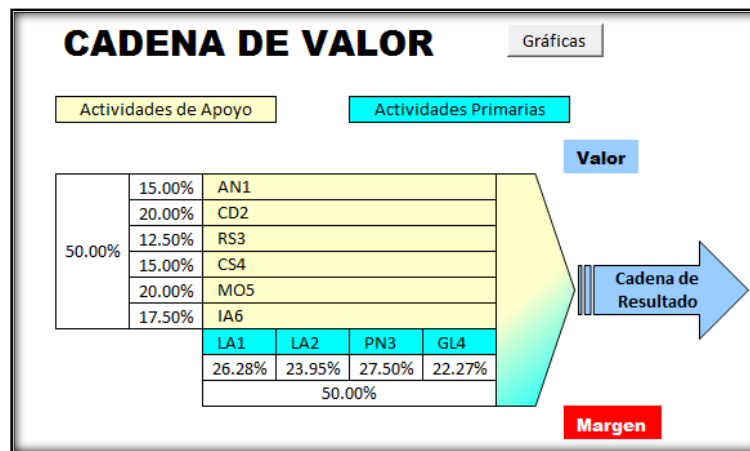 CADENA DE VALOR
Gráficas
Actividades de Apoyo
Actividades Primarias
Valor
50.00%
15.00% AN1
20.00% CD2
12.50% RS3
15.00% CS4
20.00% MO5
17.50% IA6
LA1 LA2 PN3 GL4
26.28% 23.95% 27.50% 22.27%
50.00%
Cadena de
Resultado
Margen